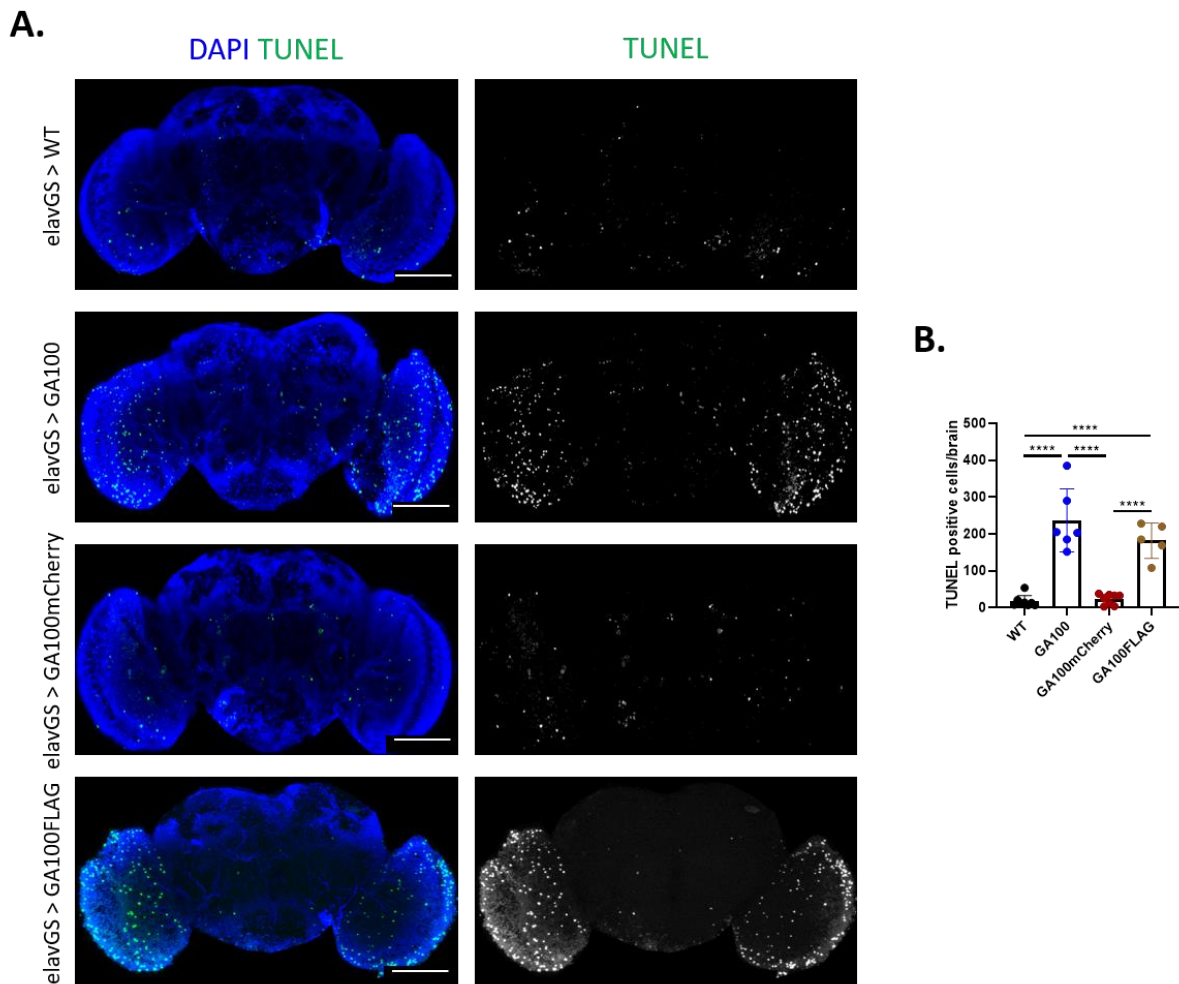 A.
DAPI TUNEL
TUNEL
elavGS > WT
elavGS > GA100
elavGS > GA100mCherry
elavGS > GA100FLAG
B.
TUNEL positive cells/brain
500
400
300
200
100
0
****
**** ****
****
WT
GA100
GA100mCherry
GA100FLAG